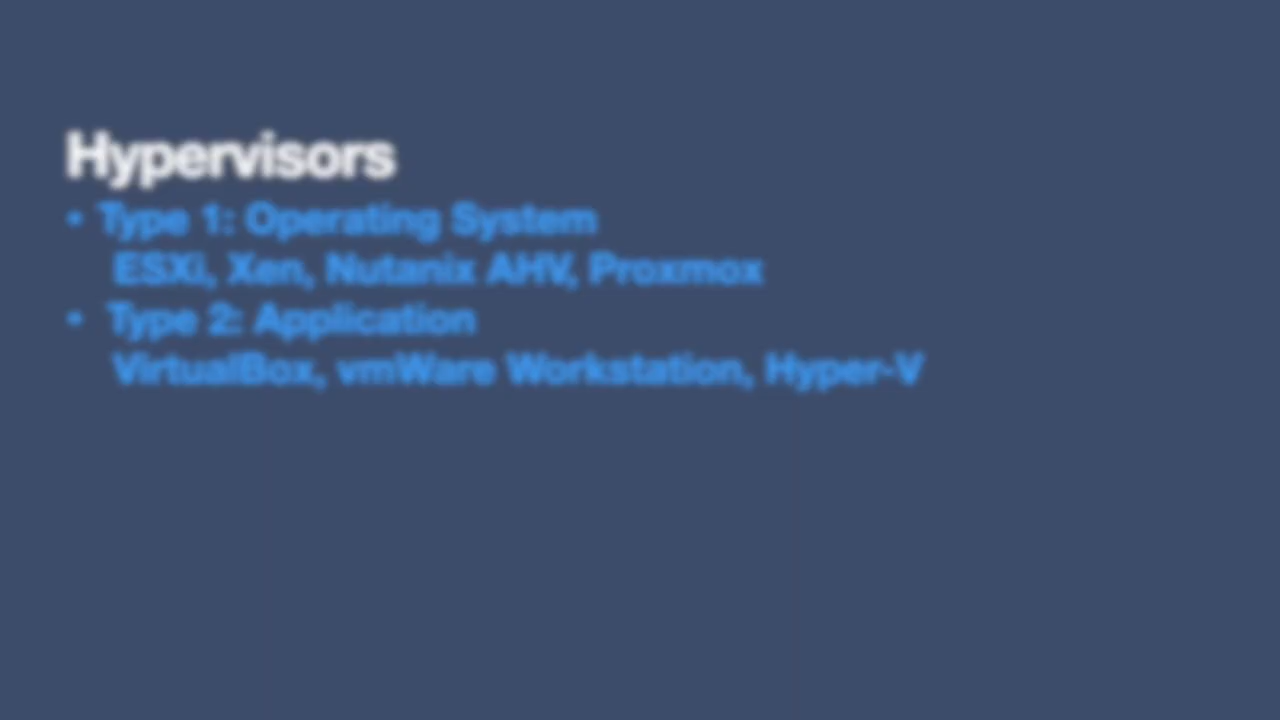 Hypervisors
• Type 1: Operating System
ESXi, Xen, Nutanix AHV, Proxmox
• Type 2: Application
VirtualBox, vmWare Workstation, Hyper-V